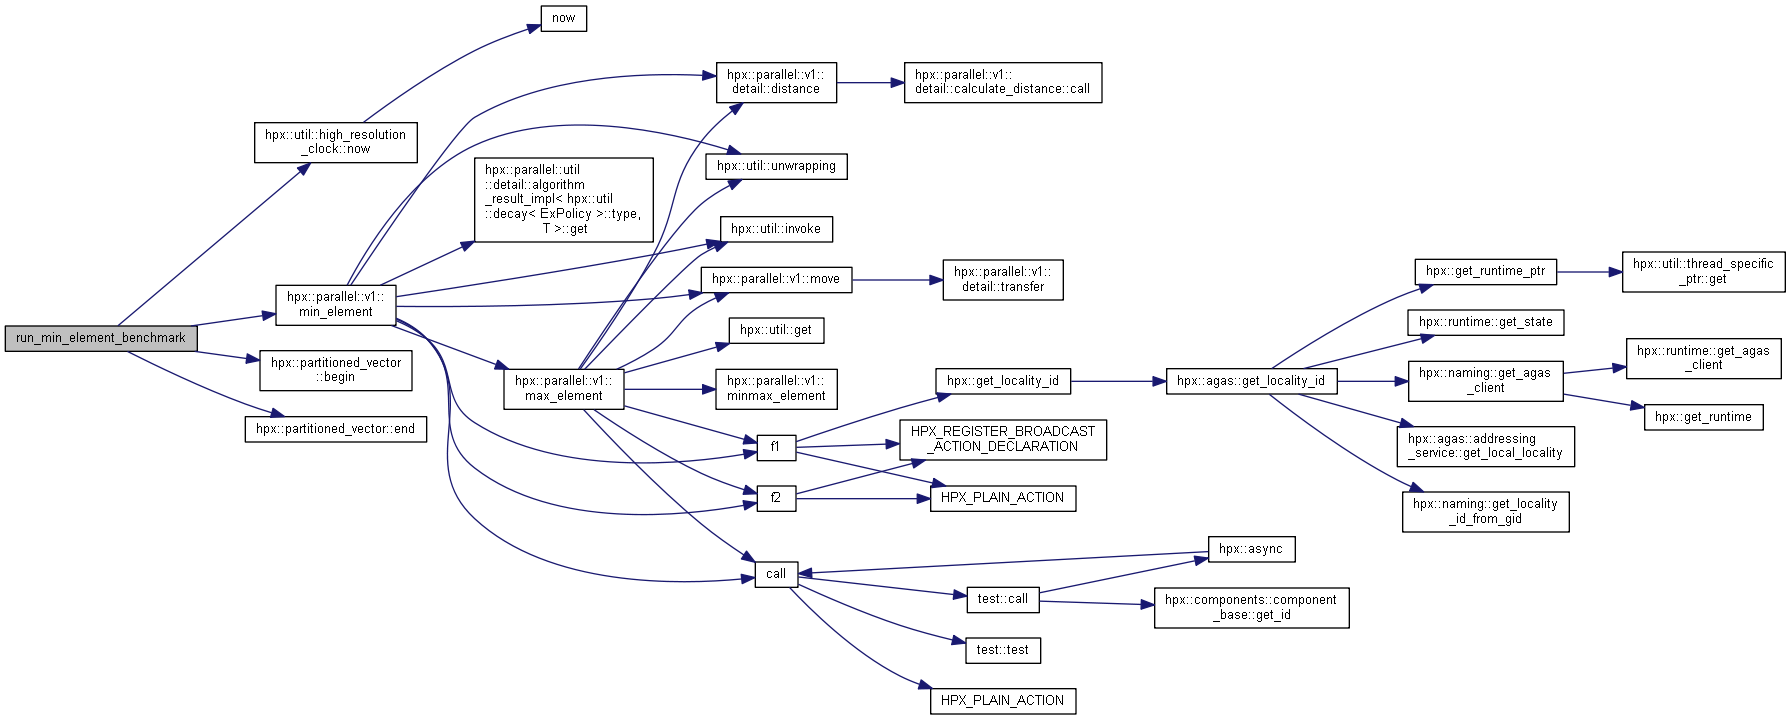 run_min_element_benchmark
hpx::util::high_resolution
_clock::now
now
hpx::parallel::v1::
min_element
hpx::partitioned_vector
::begin
hpx::partitioned_vector::end
hpx::parallel::util
::detail::algorithm
_result_impl< hpx::util
::decay< ExPolicy >::type,
T >::get
hpx::parallel::v1::
max_element
hpx::parallel::v1::
detail::distance
hpx::parallel::v1::
detail::calculate_distance::call
hpx::util::unwrapping
hpx::util::invoke
hpx::parallel::v1::move
hpx::parallel::v1::
detail::transfer
hpx::util::get
hpx::parallel::v1::
minmax_element
f1
f2
call
hpx::get_locality_id
HPX_REGISTER_BROADCAST
_ACTION_DECLARATION
HPX_PLAIN_ACTION
test::call
test::test
HPX_PLAIN_ACTION
hpx::agas::get_locality_id
hpx::async
hpx::components::component
_base::get_id
hpx::get_runtime_ptr
hpx::util::thread_specific
_ptr::get
hpx::runtime::get_state
hpx::naming::get_agas
_client
hpx::runtime::get_agas
_client
hpx::get_runtime
hpx::agas::addressing
_service::get_local_locality
hpx::naming::get_locality
_id_from_gid